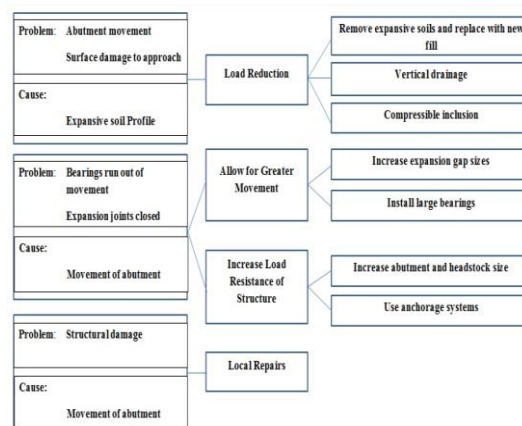 Problem: Abutment movement
Surface damage to approach
Cause:
Expansive soil Profile
Load Reduction
Remove expansive soils and replace with new
fill
Vertical drainage
Compressible inclusion
Problem: Bearings run out of
movement
Expansion joints closed
Cause:
Movement of abutment
Allow for Greater
Movement
Increase expansion gap sizes
Install large bearings
Increase Load
Resistance of
Structure
Increase abutment and headstock size
Use anchorage systems
Problem: Structural damage
Cause:
Movement of abutment
Local Repairs